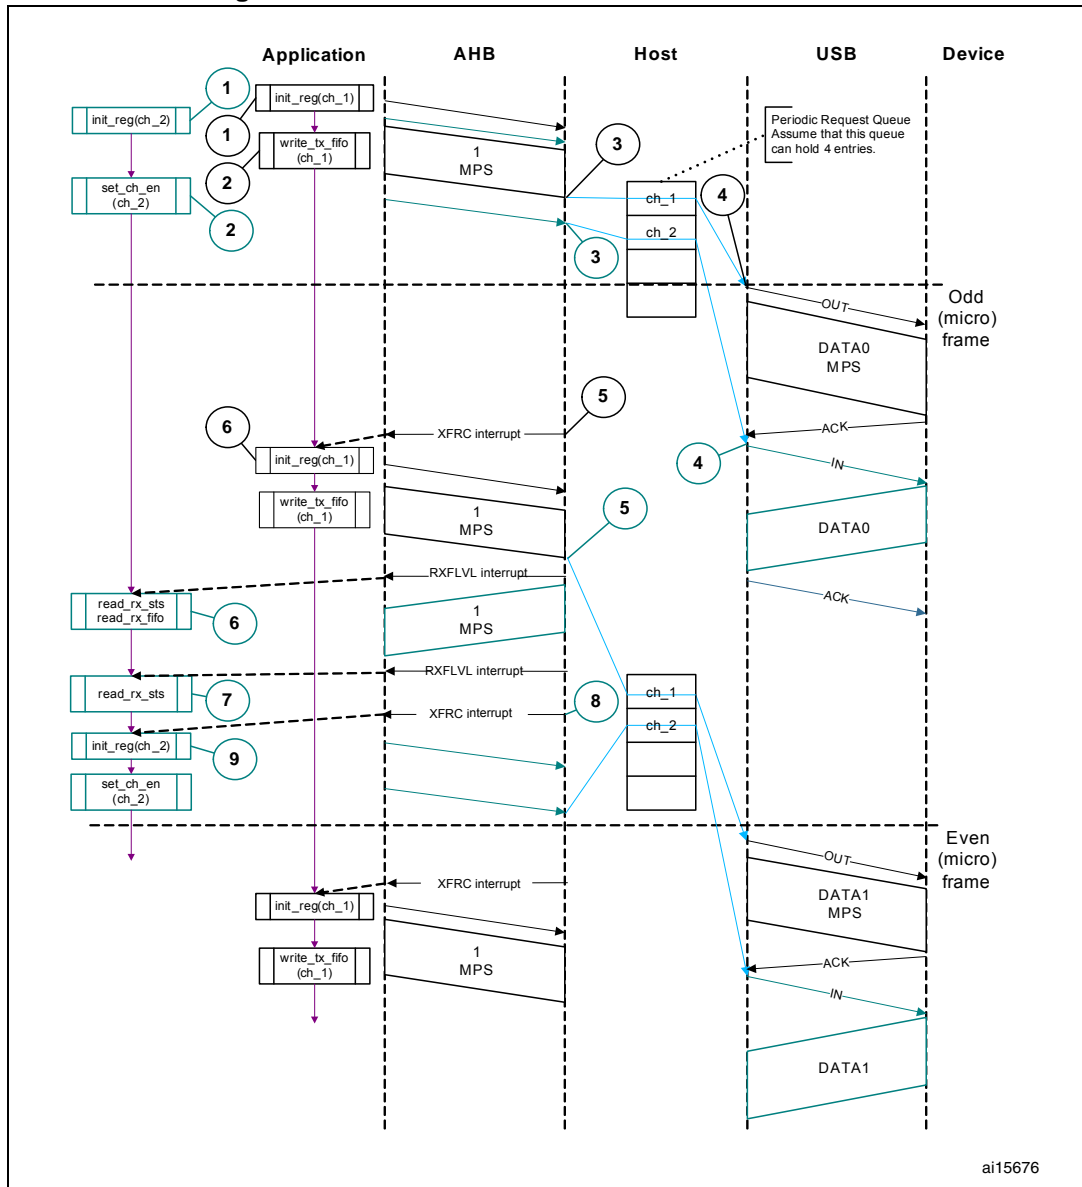 Application
AHB
Host
USB
Device
1
init_reg(ch_1)
init_reg(ch_2)
1
Periodic Request Queue
Assume that this queue
can hold 4 entries.
write_tx_fifo
(ch_1)
1
MPS
3
2
set_ch_en
(ch_2)
ch_1
4
2
ch_2
3
Odd
(micro)
frame
OUT
DATA0
MPS
5
6
XFRC interrupt
ACK
init_reg(ch_1)
4
IN
write_tx_fifo
(ch_1)
1
MPS
5
DATA0
RXFLVL interrupt
read_rx_sts
read_rx_fifo
6
1
MPS
ACK
RXFLVL interrupt
read_rx_sts
7
ch_1
8
XFRC interrupt
ch_2
init_reg(ch_2)
9
set_ch_en
(ch_2)
Even
(micro)
frame
OUT
XFRC interrupt
init_reg(ch_1)
DATA1
MPS
write_tx_fifo
(ch_1)
1
MPS
ACK
IN
DATA1
ai15676